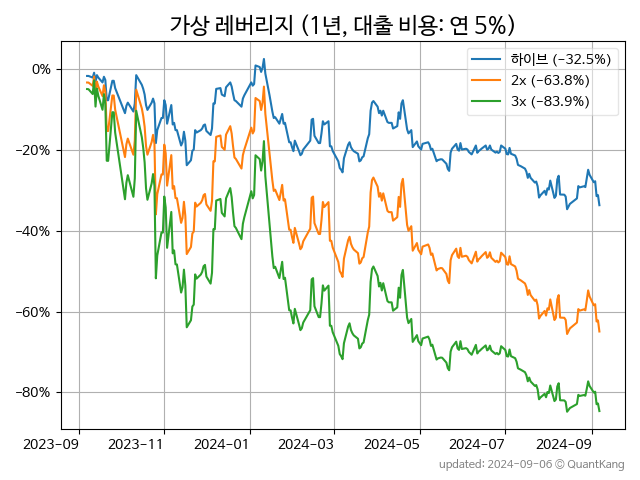 가상 레버리지 (1년, 대출 비용: 연 5%)
하이브 (−32.5%)
2x (−63.8%)
3x (−83.9%)
0%
−20%
−40%
−60%
−80%
2023-09 2023-11 2024-01 2024-03 2024-05 2024-07 2024-09
updated: 2024-09-06 © QuantKang